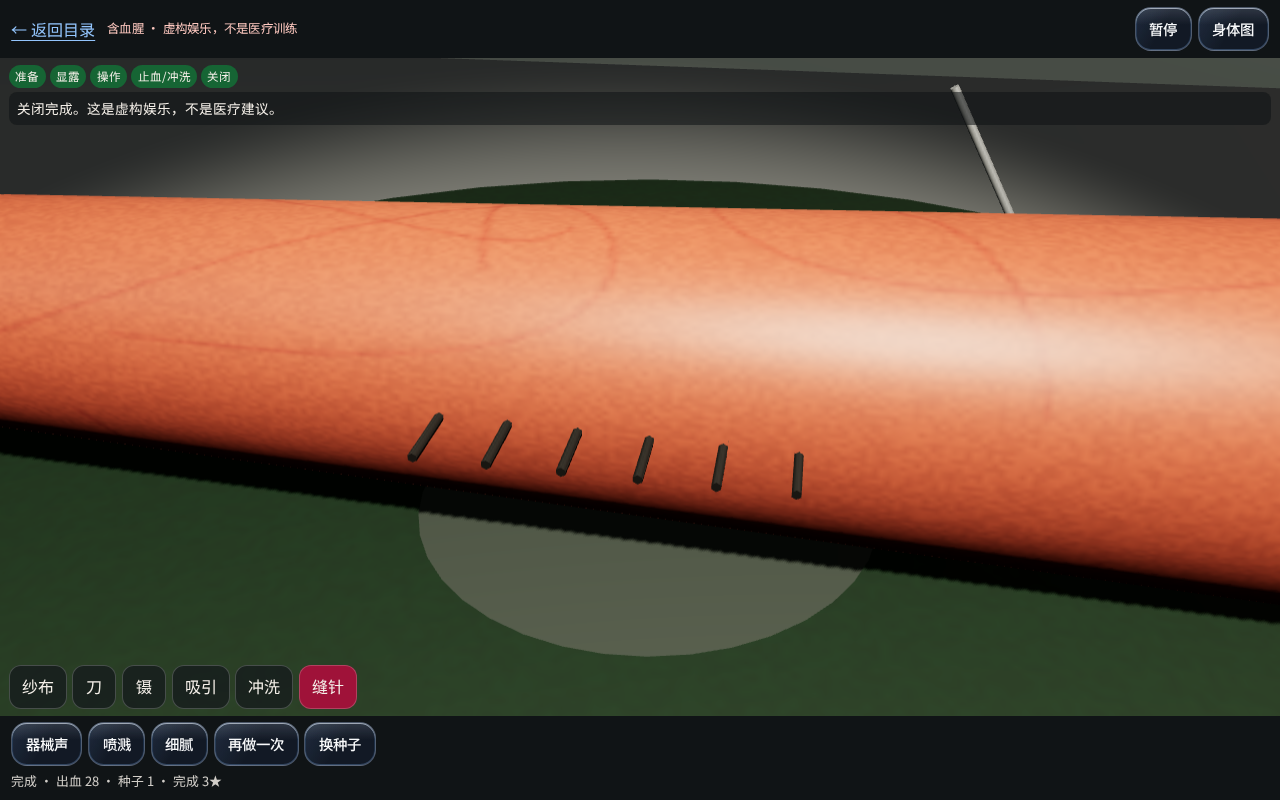 ← 返回目录
含血腥 · 虚构娱乐，不是医疗训练
暂停
身体图
准备
显露
操作
止血/冲洗
关闭
关闭完成。这是虚构娱乐，不是医疗建议。
纱布
刀
镊
吸引
冲洗
缝针
器械声
喷溅
细腻
再做一次
换种子
完成 · 出血 28 · 种子 1 · 完成 3★